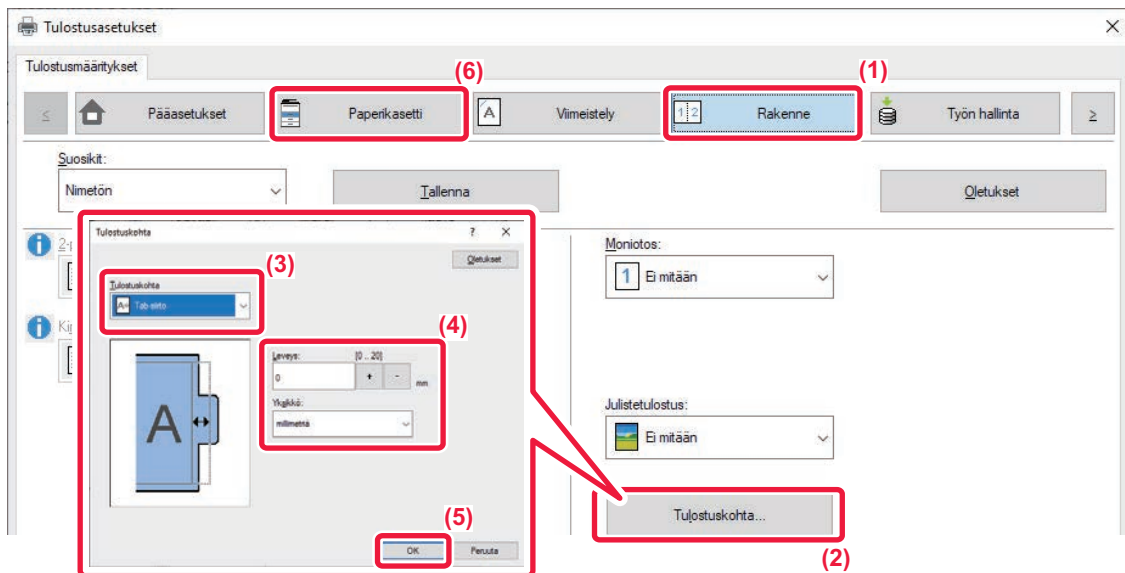 Tulostusasetukset
Tulostusmääritykset
(6)
(1)
Pääasetukset
Paperikasetti
Viimeistely
Rakenne
Työn hallinta
Suosikit:
Nimetön
Tallenna
Oletukset
Tulostuskohta
Oletukset
(3)
Tulostuskohta
Tab-siirto
(4)
Leveys:
[0 .. 20]
0
+
-
mm
Yksikkö:
millimetriä
A
(5)
OK
Peruuta
Moniotos:
1 Ei mitään
Julistetulostus:
Ei mitään
Tulostuskohta...
(2)